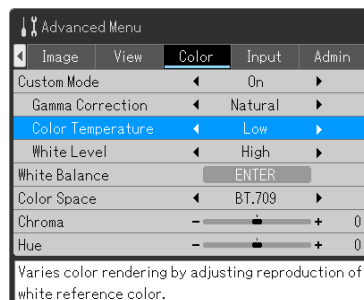 Advanced Menu
Image View Color Input Admin
Custom Mode On
Gamma Correction Natural
Color Temperature Low
White Level High
White Balance ENTER
Color Space BT.709
Chroma - + 0
Hue - + 0
Varies color rendering by adjusting reproduction of
white reference color.